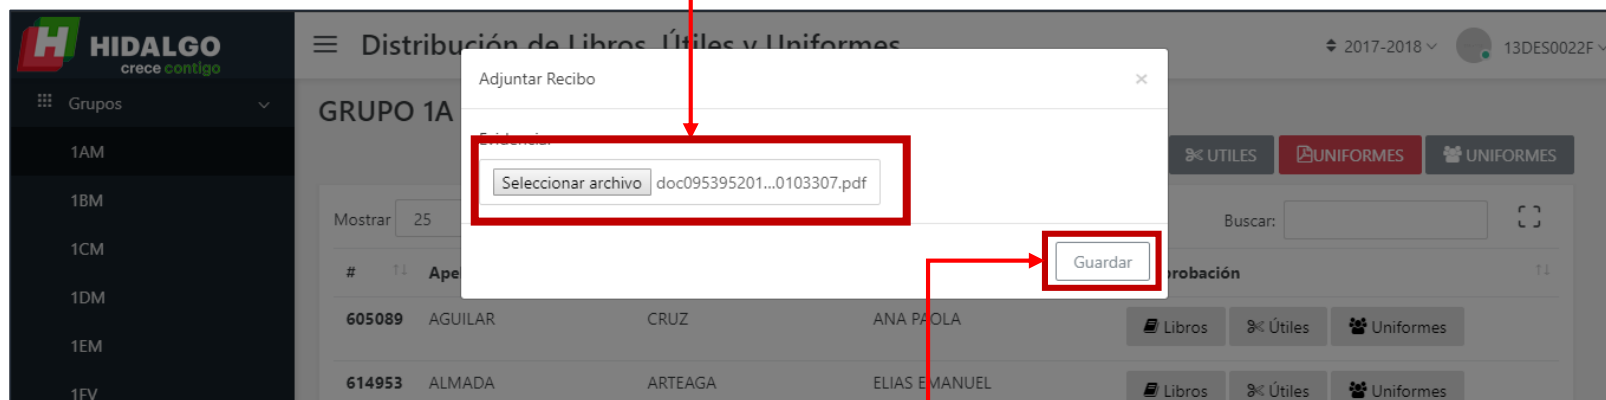 HIDALGO
crece contigo
Distribución de Libros, Útiles y Uniformes
2017-2018
13DES0022F
Grupos
1AM
1BM
1CM
1DM
1EM
1FV
GRUPO 1A
UTILES
UNIFORMES
UNIFORMES
Adjuntar Recibo
×
Evidencia:
Seleccionar archivo doc095395201...0103307.pdf
Guardar
Mostrar 25
Buscar:
#
605089 AGUILAR CRUZ ANA PAOLA Libros Útiles Uniformes
614953 ALMADA ARTEAGA ELIAS EMANUEL Libros Útiles Uniformes